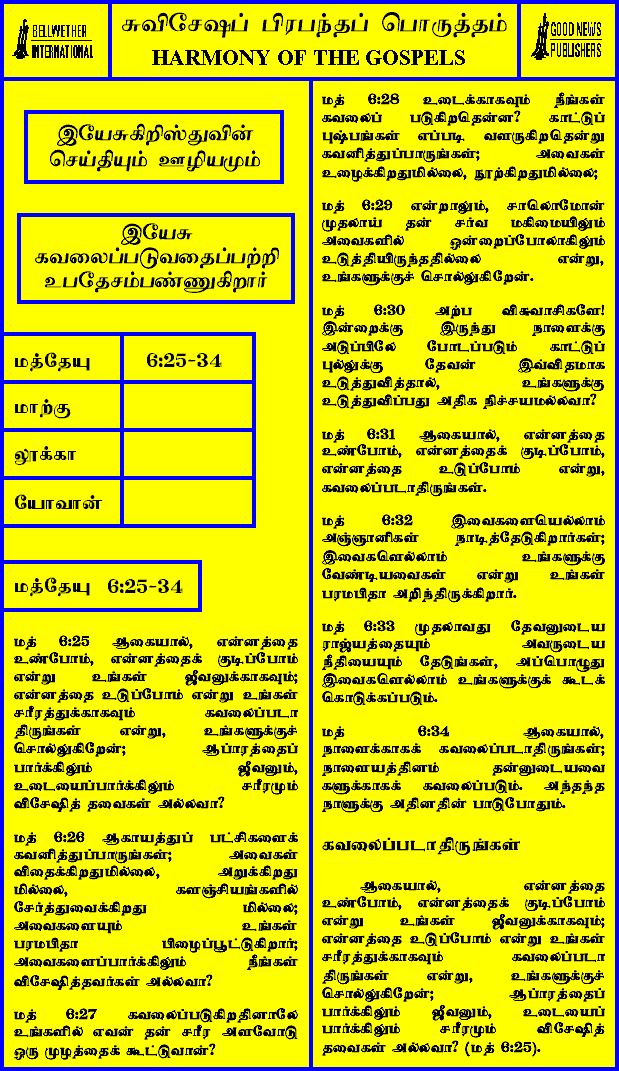 BELLWETHER
INTERNATIONAL
சுவிசேஷப் பிரபந்தப் பொருத்தம்
HARMONY OF THE GOSPELS
GOOD NEWS
PUBLISHERS
இயேசுகிறிஸ்துவின்
செய்தியும் ஊழியமும்
இயேசு
கவலைப்படுவதைப்பற்றி
உபதேசம்பண்ணுகிறார்
மத்தேயு 6:25-34
மாற்கு
லூக்கா
யோவான்
மத்தேயு 6:25-34
மத் 6:25 ஆகையால், என்னத்தை
உண்போம், என்னத்தைக் குடிப்போம்
என்று உங்கள் ஜீவனுக்காகவும்;
என்னத்தை உடுப்போம் என்று உங்கள்
சரீரத்துக்காகவும் கவலைப்படா
திருங்கள் என்று, உங்களுக்குச்
சொல்லுகிறேன்; ஆப்ரரத்தைப்
பார்க்கிலும் ஜீவனும்,
உடையைப்பார்க்கிலும் சரீரமும்
விசேஷித் தவைகள் அல்லவா?
மத் 6:26 ஆகாயத்துப் பட்சிகளைக்
கவனித்துப்பாருங்கள்; அவைகள்
விதைக்கிறதுமில்லை, அறுக்கிறது
மில்லை, களஞ்சியங்களில்
சேர்த்துவைக்கிறது மில்லை;
அவைகளையும் உங்கள்
பரமபிதா பிழைப்பூட்டுகிறார்;
அவைகளைப்பார்க்கிலும் நீங்கள்
விசேஷித்தவர்கள் அல்லவா?
மத் 6:27 கவலைப்படுகிறதினாலே
உங்களில் எவன் தன் சரீர அளவோடு
ஒரு முழத்தைக் கூட்டுவான்?
மத் 6:28 உடைக்காகவும் நீங்கள்
கவலைப் படுகிறதென்ன? காட்டுப்
புஷ்பங்கள் எப்படி வளருகிறதென்று
கவனித்துப்பாருங்கள்; அவைகள்
உழைக்கிறதுமில்லை, நூற்கிறதுமில்லை;
மத் 6:29 என்றாலும், சாலொமோன்
முதலாய் தன் சர்வ மகிமையிலும்
அவைகளில் ஒன்றைப்போலாகிலும்
உடுத்தியிருந்ததில்லை என்று,
உங்களுக்குச் சொல்லுகிறேன்.
மத் 6:30 அற்ப விசுவாசிகளே!
இன்றைக்கு இருந்து நாளைக்கு
அடுப்பிலே போடப்படும் காட்டுப்
புல்லுக்கு தேவன் இவ்விதமாக
உடுத்துவித்தால், உங்களுக்கு
உடுத்துவிப்பது அதிக நிச்சயமல்லவா?
மத் 6:31 ஆகையால், என்னத்தை
உண்போம், என்னத்தைக் குடிப்போம்,
என்னத்தை உடுப்போம் என்று,
கவலைப்படாதிருங்கள்.
மத் 6:32 இவைகளையெல்லாம்
அஞ்ஞானிகள் நாடித்தேடுகிறார்கள்;
இவைகளெல்லாம் உங்களுக்கு
வேண்டியவைகள் என்று உங்கள்
பரமபிதா அறிந்திருக்கிறார்.
மத் 6:33 முதலாவது தேவனுடைய
ராஜ்யத்தையும் அவருடைய
நீதியையும் தேடுங்கள், அப்பொழுது
இவைகளெல்லாம் உங்களுக்குக் கூடக்
கொடுக்கப்படும்.
மத் 6:34 ஆகையால்,
நாளைக்காகக் கவலைப்படாதிருங்கள்;
நாளையத்தினம் தன்னுடையவை
களுக்காகக் கவலைப்படும். அந்தந்த
நாளுக்கு அதினதின் பாடுபோதும்.
கவலைப்படாதிருங்கள்
ஆகையால், என்னத்தை
உண்போம், என்னத்தைக் குடிப்போம்
என்று உங்கள் ஜீவனுக்காகவும்;
என்னத்தை உடுப்போம் என்று உங்கள்
சரீரத்துக்காகவும் கவலைப்படா
திருங்கள் என்று, உங்களுக்குச்
சொல்லுகிறேன்; ஆப்ரரத்தைப்
பார்க்கிலும் ஜீவனும், உடையைப்
பார்க்கிலும் சரீரமும் விசேஷித்
தவைகள் அல்லவா? (மத் 6:25).